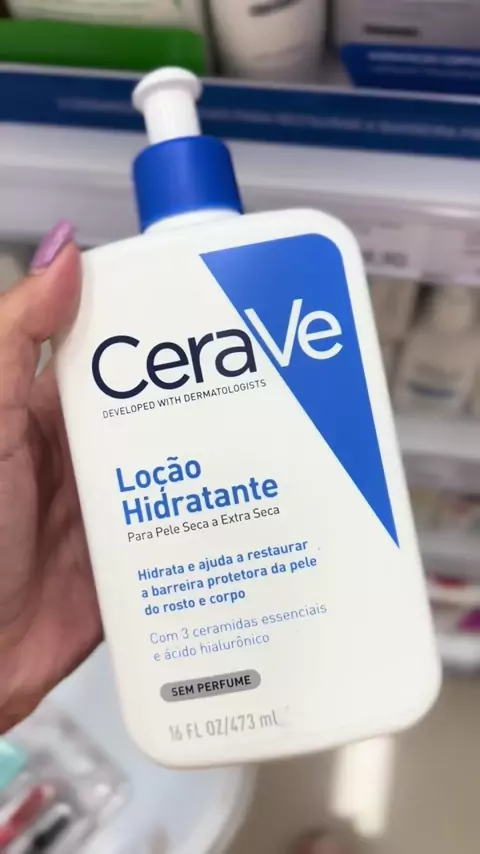 CeraVe
DEVELOPED WITH DERMATOLOGISTS
Loção
Hidratante
Para Pele Seca a Extra Seca
Hidrata e ajuda a restaurar
a barreira protetora da pele
do rosto e corpo
Com 3 ceramidas essenciais
e ácido hialurônico
SEM PERFUME
16 FL OZ/473 ml